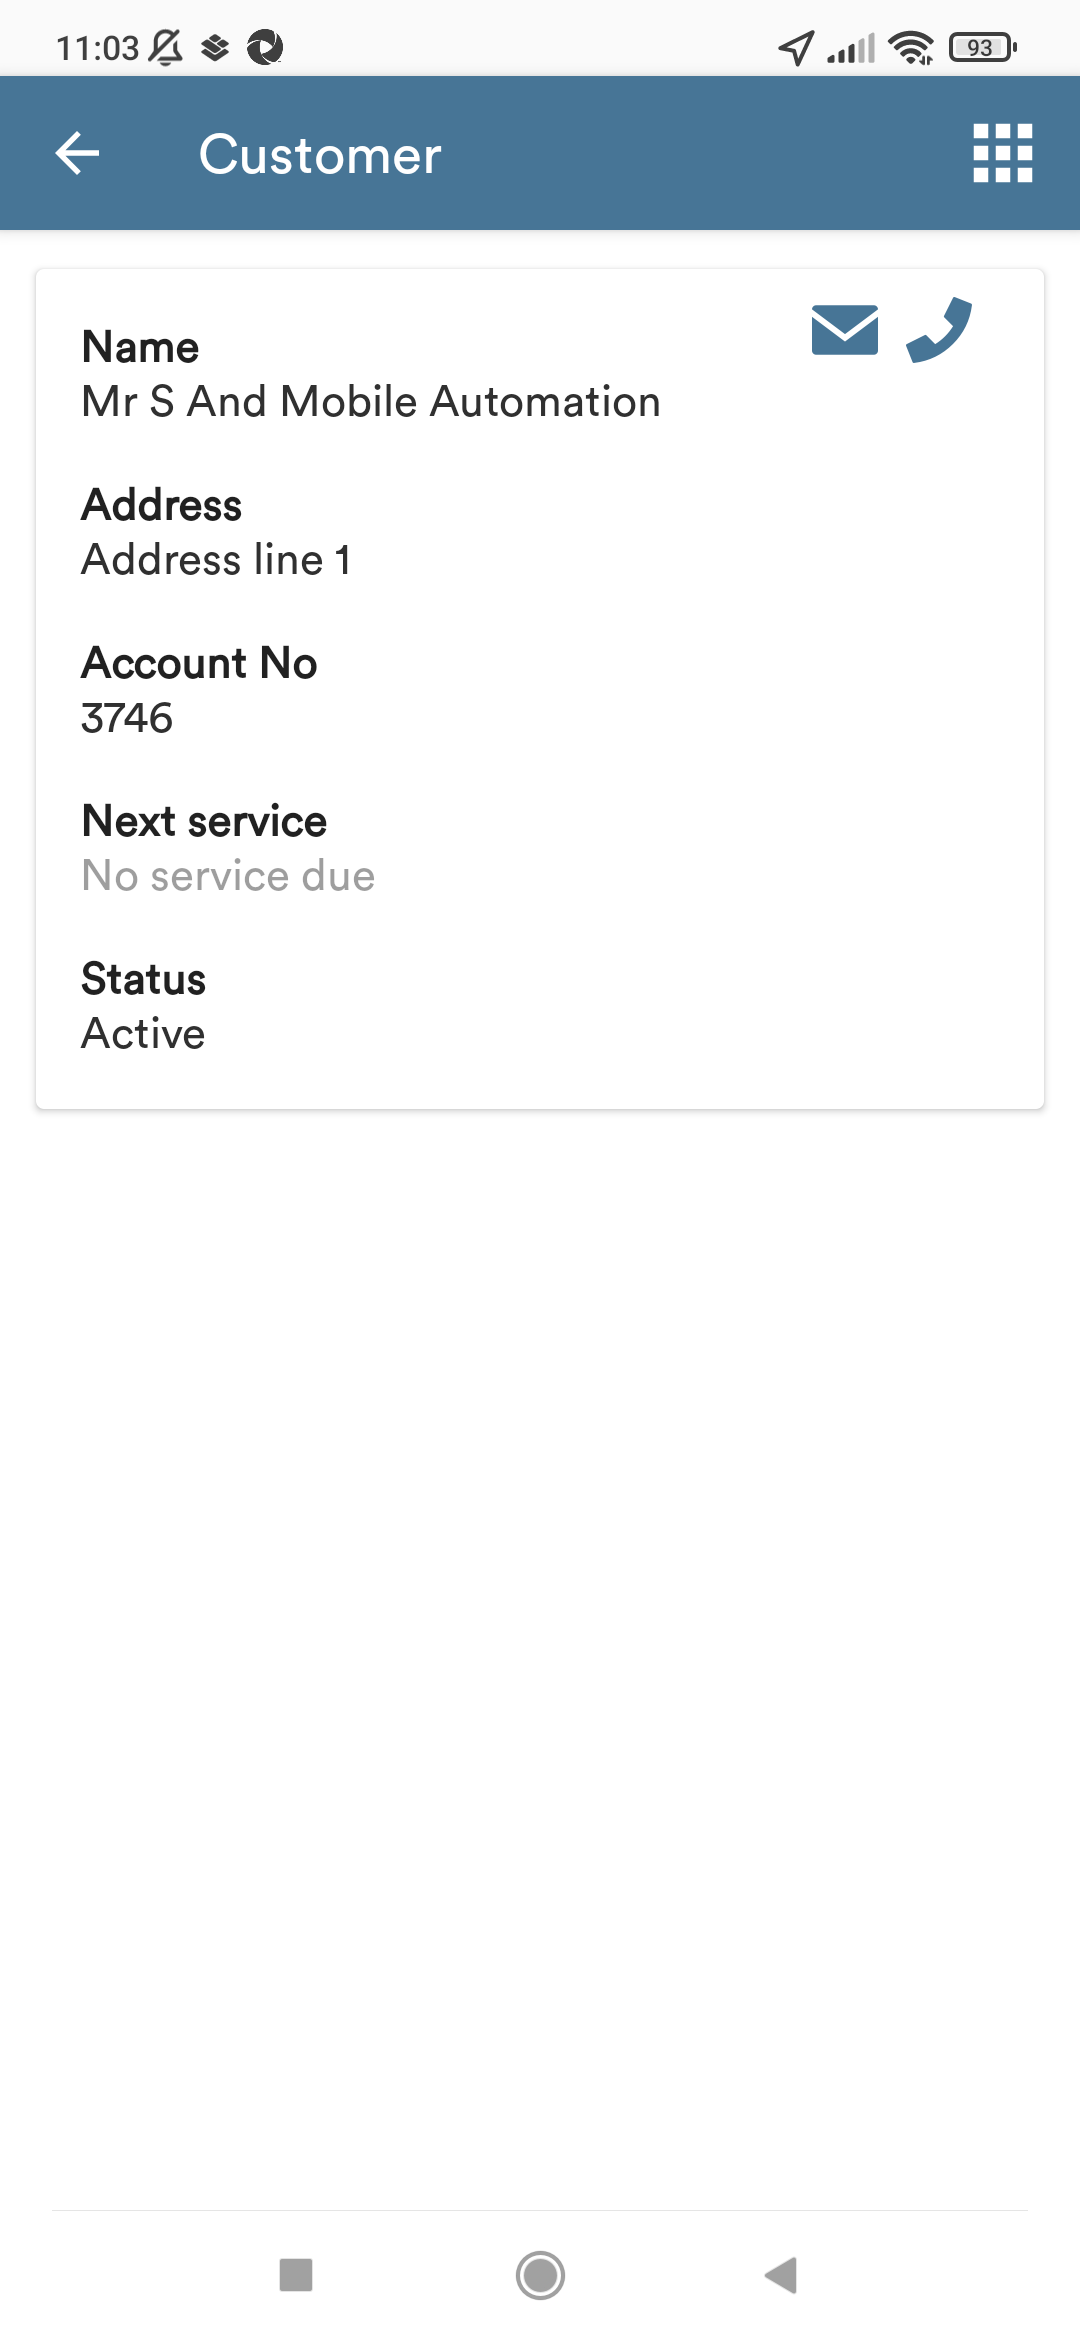 11:03
93
Customer
Name
Mr S And Mobile Automation
Address
Address line 1
Account No
3746
Next service
No service due
Status
Active